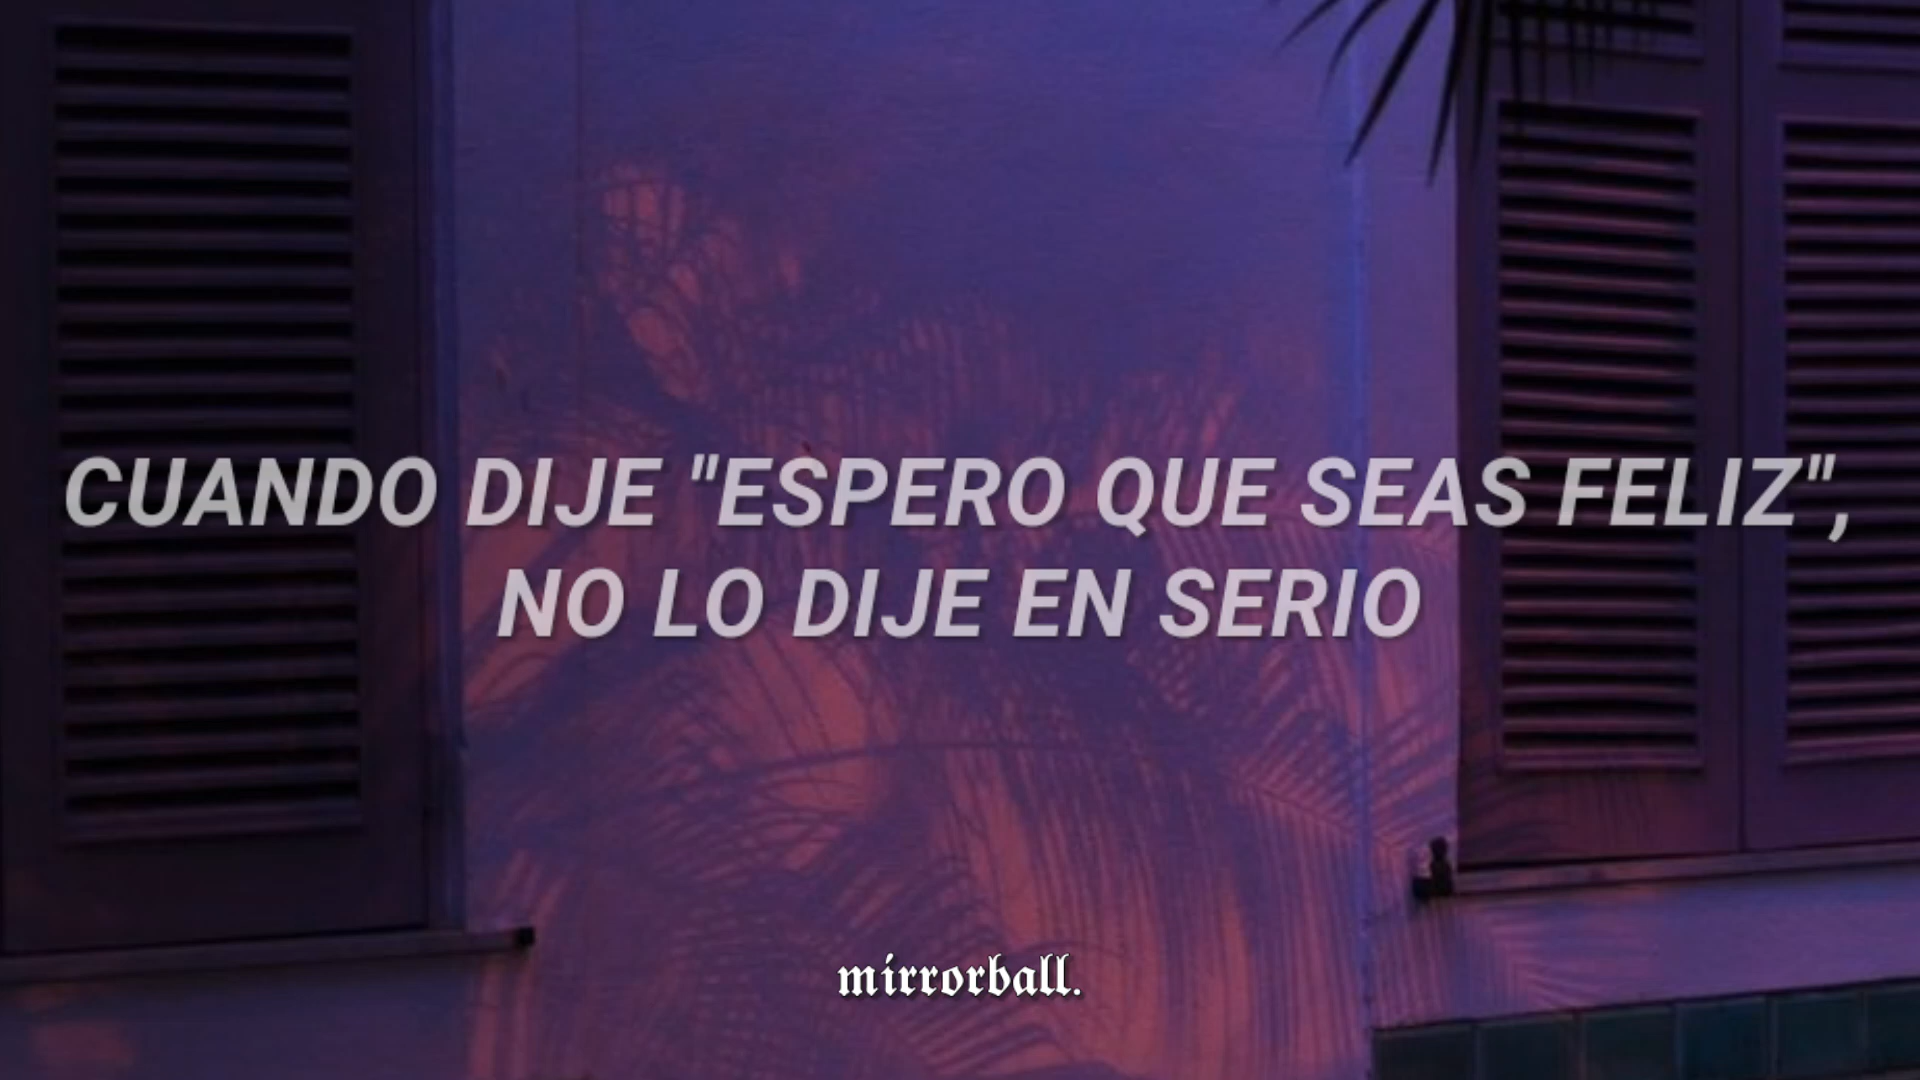 CUANDO DIJE "ESPERO QUE SEAS FELIZ",
NO LO DIJE EN SERIO
mirrorball.